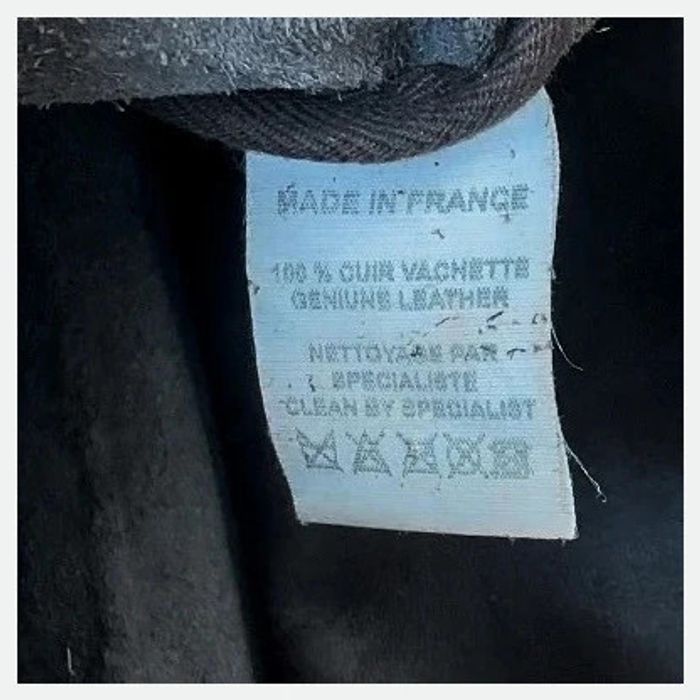 MADE IN FRANCE
100 % CUIR VACHETTE
GENIUNE LEATHER
NETTOYAGE PAR
SPECIALISTE
CLEAN BY SPECIALIST